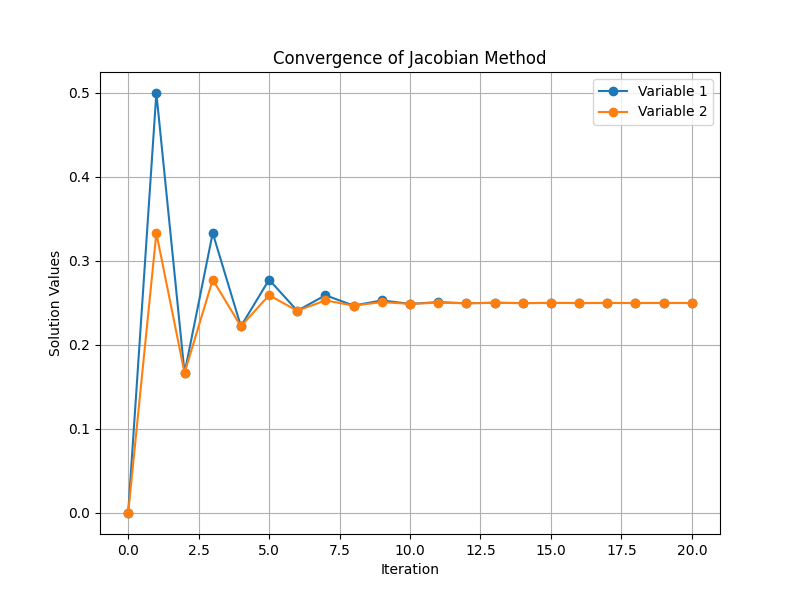 Convergence of Jacobian Method
Variable 1
Variable 2
Solution Values
0.5
0.4
0.3
0.2
0.1
0.0
0.0 2.5 5.0 7.5 10.0 12.5 15.0 17.5 20.0
Iteration